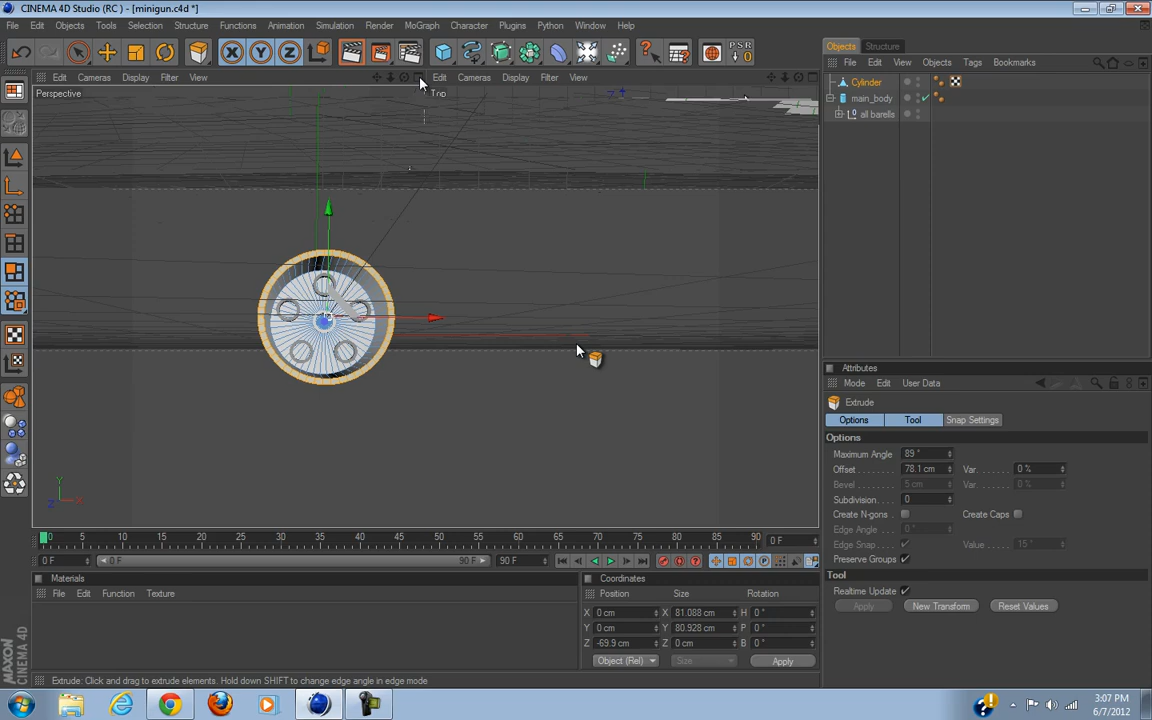 CINEMA 4D Studio (RC ) - [minigun.c4d *]
File Edit Objects Tools Selection Structure Functions Animation Simulation Render MoGraph Character Plugins Python Window Help
PSR
0
Objects Structure
File Edit View Objects Tags Bookmarks
Cylinder
main_body
all barells
Edit Cameras Display Filter View Edit Cameras Display Filter View
Perspective
Top
Y
Z
X
Attributes
Mode Edit User Data
Extrude
Options Tool Snap Settings
Options
Maximum Angle 89 °
Offset 78.1 cm Var. 0 %
Bevel 5 cm Var. 0 %
Subdivision 0
Create N-gons Create Caps
Edge Angle 0 °
Edge Snap Value 15 °
Preserve Groups
Tool
Realtime Update
Apply New Transform Reset Values
0 5 10 15 20 25 30 35 40 45 50 55 60 65 70 75 80 85 90 0 F
0 F 0 F 90 F 90 F
Materials
File Edit Function Texture
Coordinates
Position Size Rotation
X 0 cm X 81.088 cm H 0 °
Y 0 cm Y 80.928 cm P 0 °
Z -69.9 cm Z 0 cm B 0 °
Object (Rel) Size Apply
MAXON
CINEMA 4D
Extrude: Click and drag to extrude elements. Hold down SHIFT to change edge angle in edge mode
3:07 PM
6/7/2012